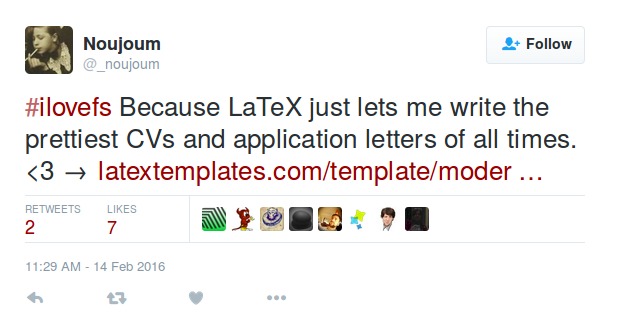 Noujoum
@_noujoum
Follow
#ilovefs Because LaTeX just lets me write the
prettiest CVs and application letters of all times.
<3 → latextemplates.com/template/moder …
RETWEETS LIKES
2 7
11:29 AM - 14 Feb 2016